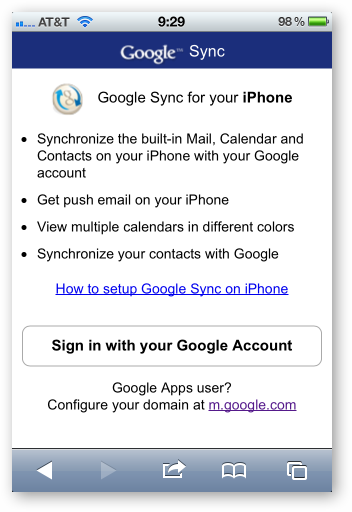 AT&T 9:29 98 %
Google™ Sync
Google Sync for your iPhone
• Synchronize the built-in Mail, Calendar and
Contacts on your iPhone with your Google
account
• Get push email on your iPhone
• View multiple calendars in different colors
• Synchronize your contacts with Google
How to setup Google Sync on iPhone
Sign in with your Google Account
Google Apps user?
Configure your domain at m.google.com